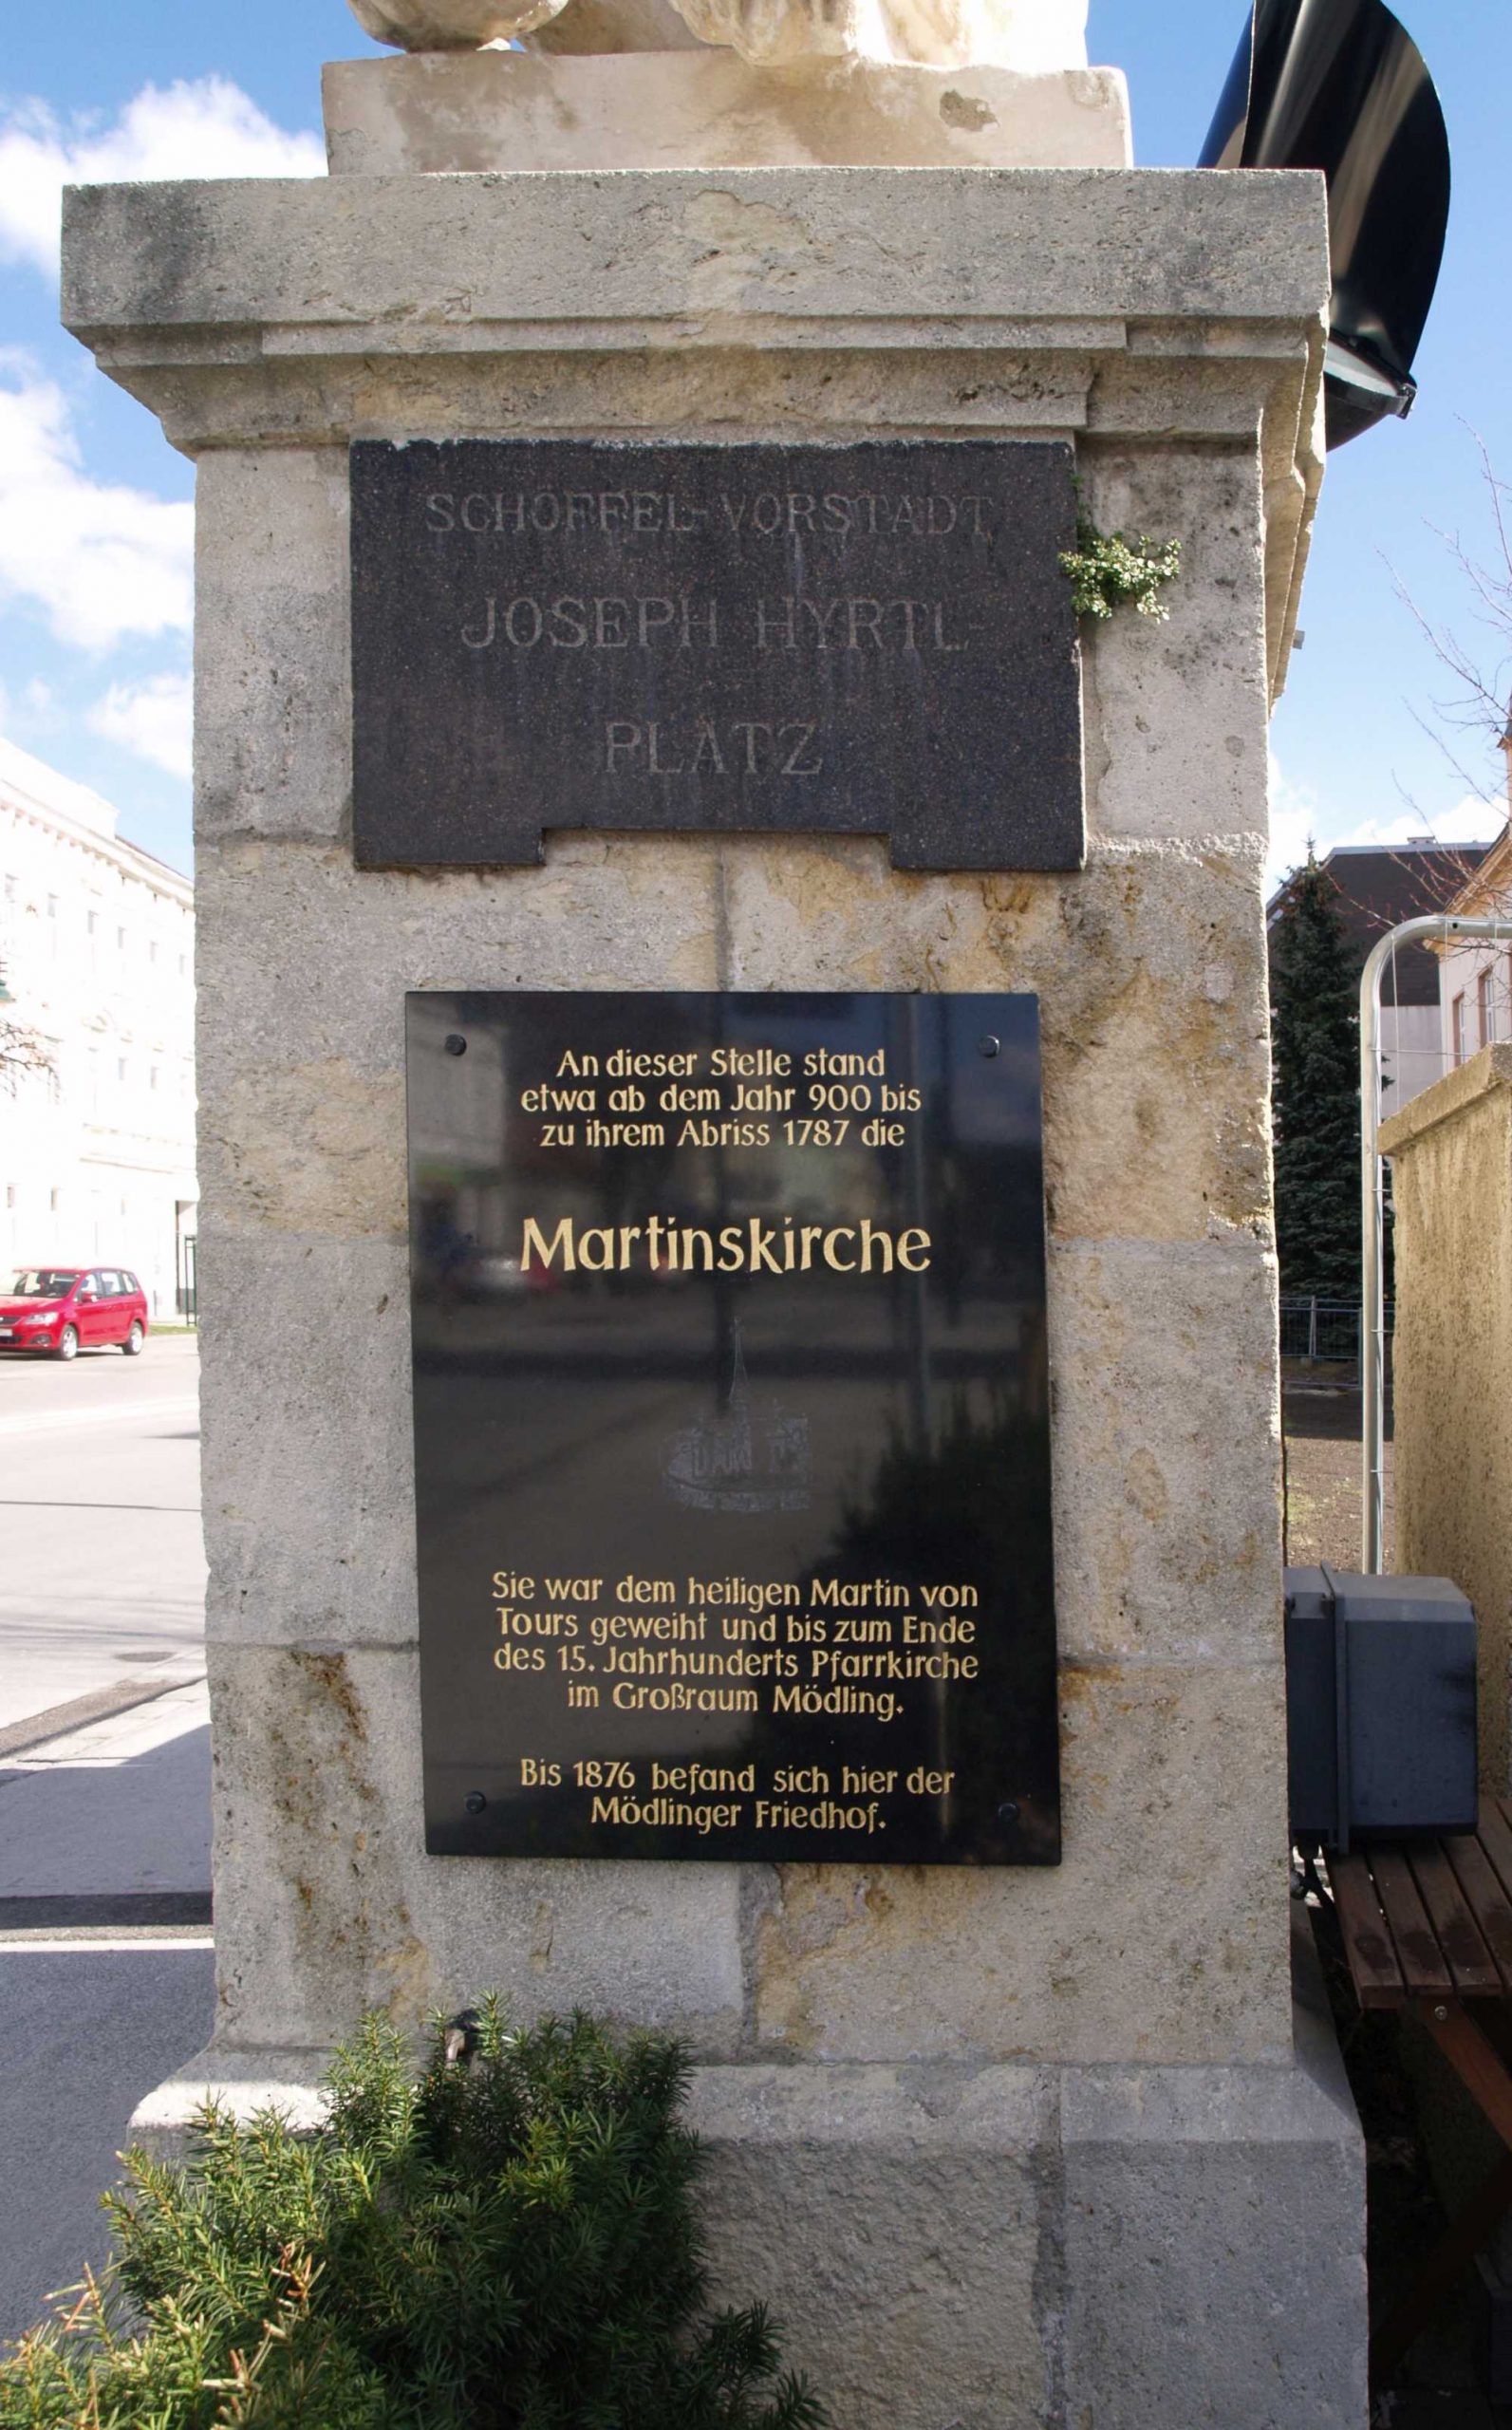 SCHÖFFEL-VORSTADT
JOSEPH HYRTL-
PLATZ
An dieser Stelle stand
etwa ab dem Jahr 900 bis
zu ihrem Abriss 1787 die
Martinskirche
Sie war dem heiligen Martin von
Tours geweiht und bis zum Ende
des 15. Jahrhunderts Pfarrkirche
im Großraum Mödling.
Bis 1876 befand sich hier der
Mödlinger Friedhof.